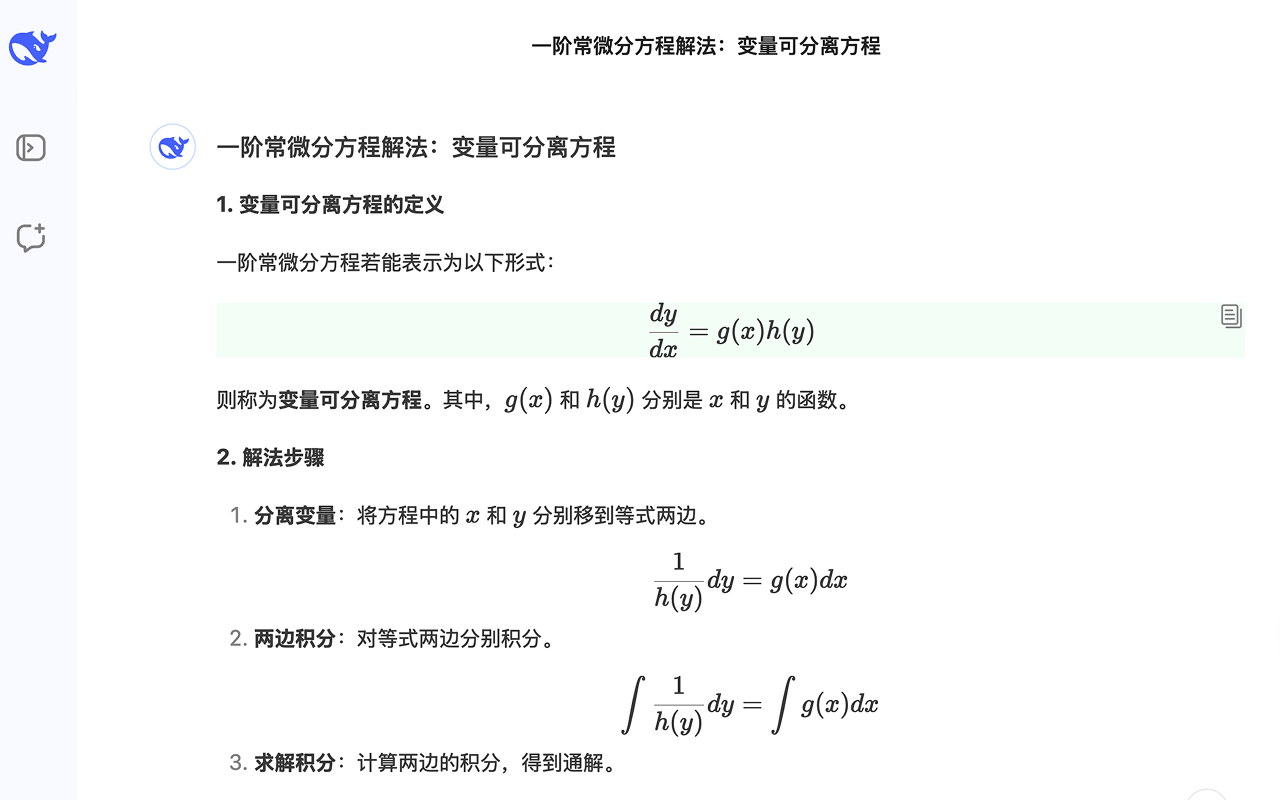 一阶常微分方程解法：变量可分离方程
一阶常微分方程解法：变量可分离方程
1. 变量可分离方程的定义
一阶常微分方程若能表示为以下形式：
dy/dx = g(x)h(y)
则称为变量可分离方程。其中，g(x) 和 h(y) 分别是 x 和 y 的函数。
2. 解法步骤
1. 分离变量：将方程中的 x 和 y 分别移到等式两边。
1/h(y) dy = g(x)dx
2. 两边积分：对等式两边分别积分。
∫ 1/h(y) dy = ∫ g(x)dx
3. 求解积分：计算两边的积分，得到通解。